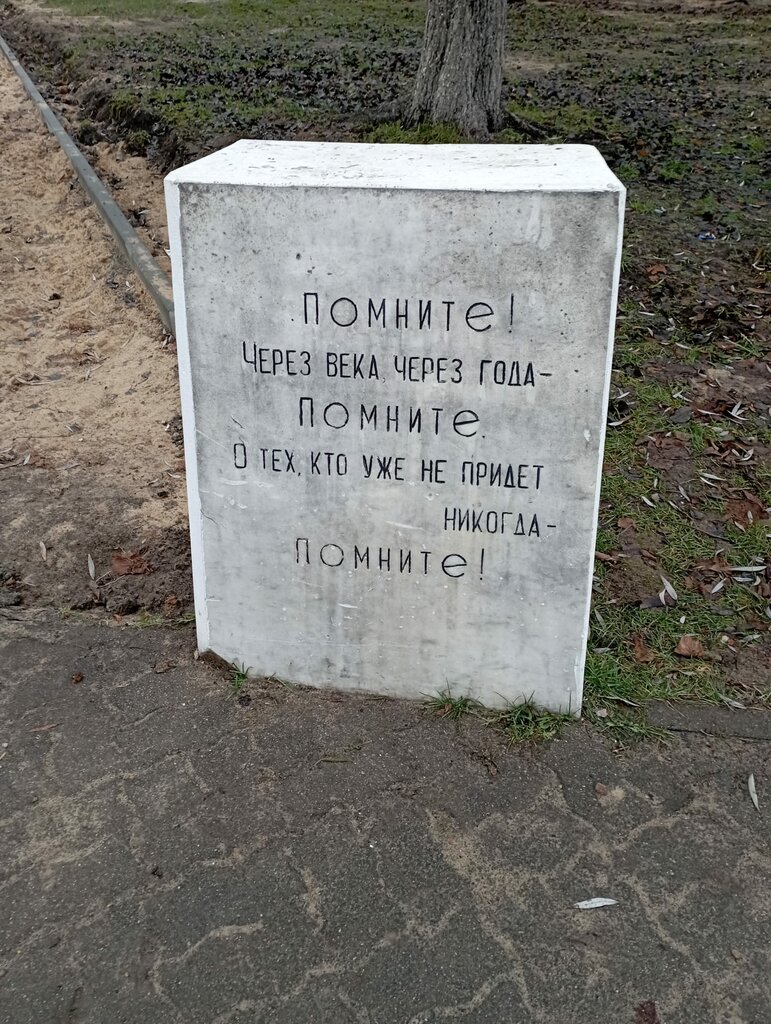 Помните!
Через века, через года-
Помните.
О тех, кто уже не придет
никогда-
Помните!